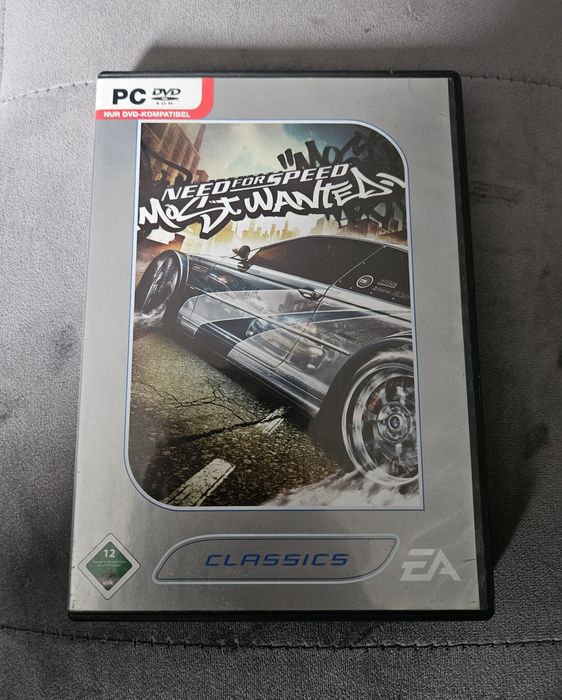 PC DVD
ROM
NUR DVD-KOMPATIBEL
NEED FOR SPEED
MOST WANTED
12
CLASSICS
EA